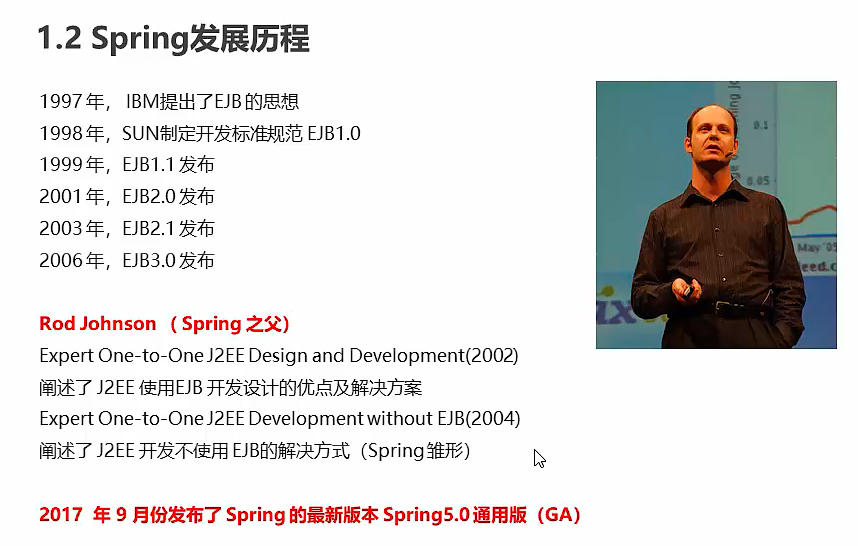 1.2 Spring发展历程
1997 年， IBM提出了EJB 的思想
1998 年，SUN制定开发标准规范 EJB1.0
1999 年，EJB1.1 发布
2001 年，EJB2.0 发布
2003 年，EJB2.1 发布
2006 年，EJB3.0 发布
Rod Johnson （ Spring 之父）
Expert One-to-One J2EE Design and Development(2002)
阐述了 J2EE 使用EJB 开发设计的优点及解决方案
Expert One-to-One J2EE Development without EJB(2004)
阐述了 J2EE 开发不使用 EJB的解决方式（Spring 雏形）
2017 年 9 月份发布了 Spring 的最新版本 Spring5.0 通用版（GA）
0.1
0.05
May '05